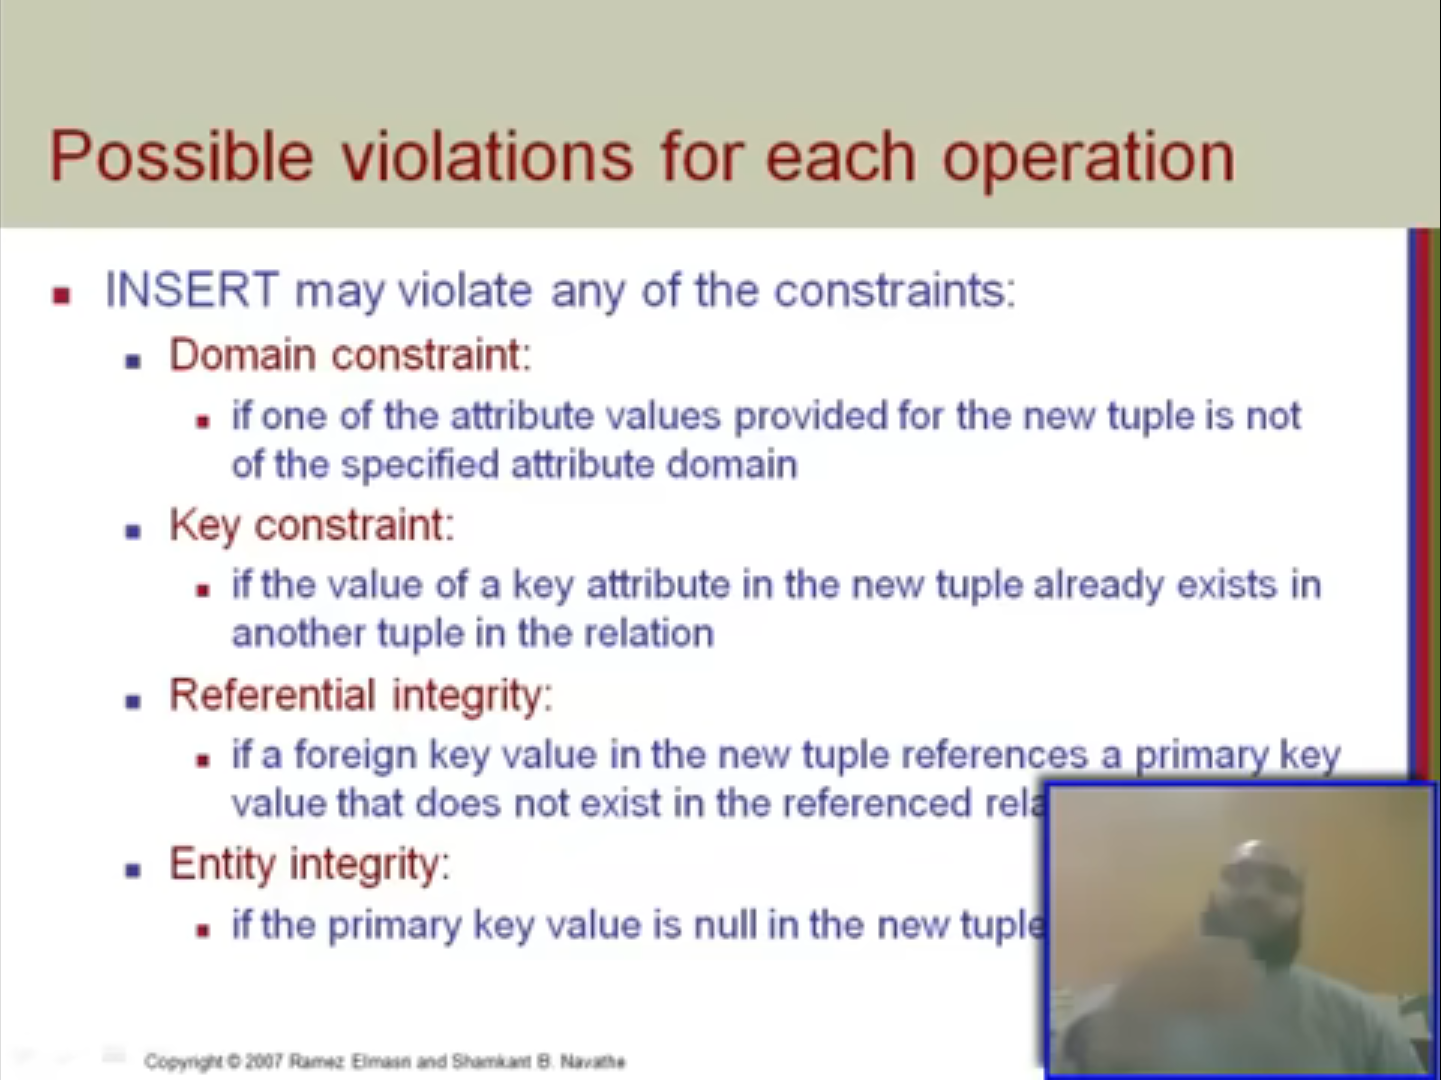 Possible violations for each operation
INSERT may violate any of the constraints:
Domain constraint:
if one of the attribute values provided for the new tuple is not
of the specified attribute domain
Key constraint:
if the value of a key attribute in the new tuple already exists in
another tuple in the relation
Referential integrity:
if a foreign key value in the new tuple references a primary key
value that does not exist in the referenced rela
Entity integrity:
if the primary key value is null in the new tuple
Copyright © 2007 Ramez Elmasri and Shamkant B. Navathe